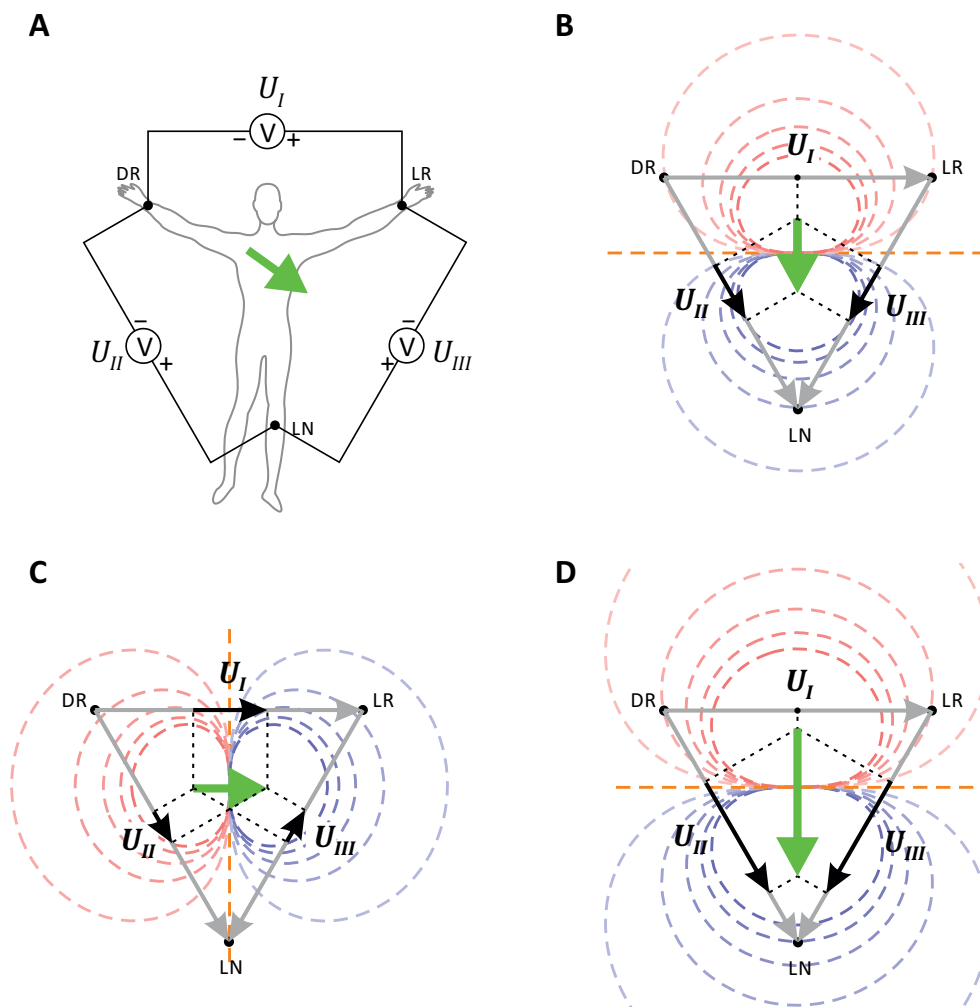 A
U_I
− V +
DR
LR
−
V
+
U_II
−
V
+
U_III
LN
B
U_I
DR
LR
U_II
U_III
LN
C
U_I
DR
LR
U_II
U_III
LN
D
U_I
DR
LR
U_II
U_III
LN